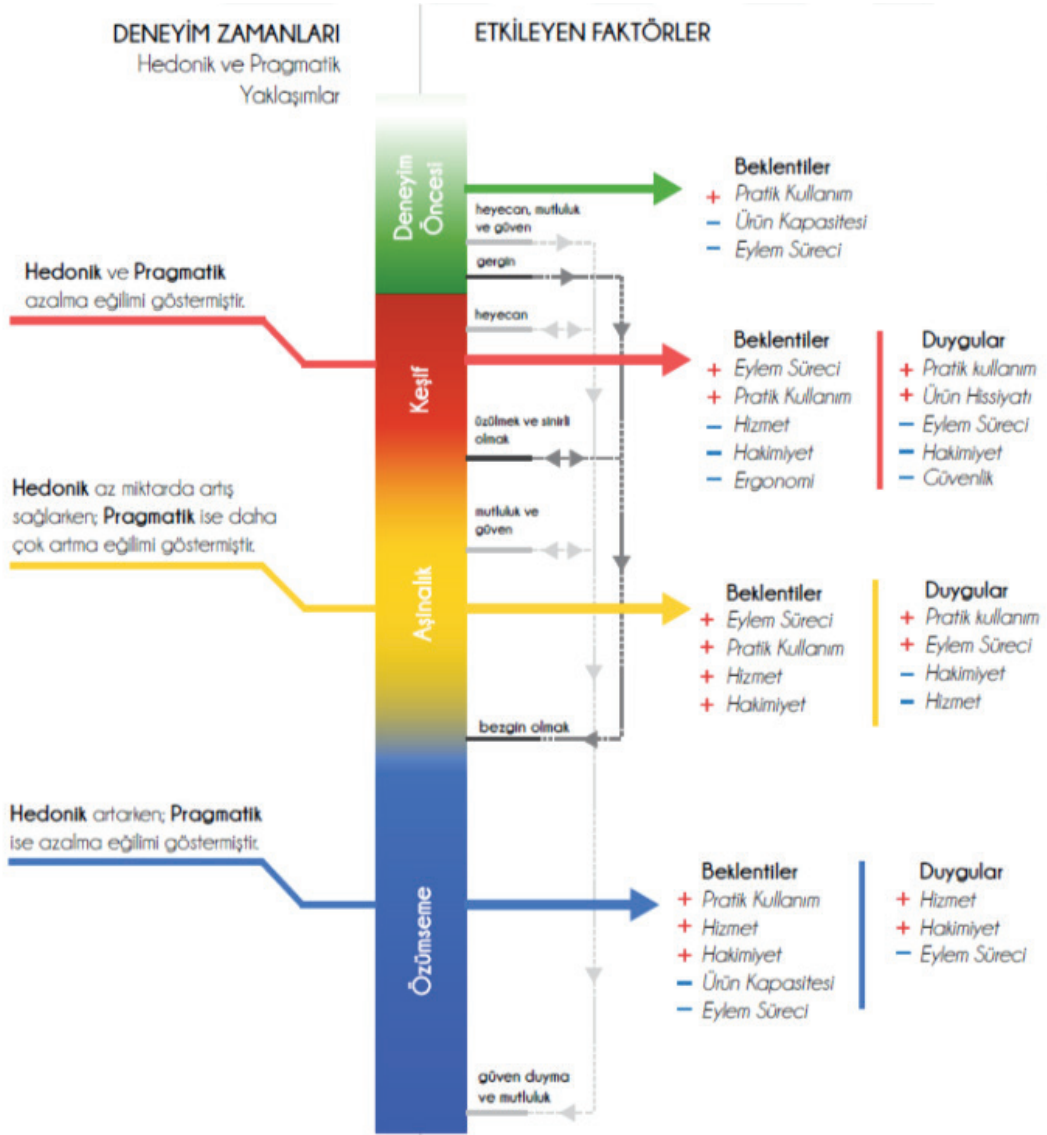 DENEYİM ZAMANLARI
Hedonik ve Pragmatik
Yaklaşımlar
ETKİLEYEN FAKTÖRLER
Deneyim
Öncesi
heyecan, mutluluk
ve güven
gergin
Beklentiler
+ Pratik Kullanım
– Ürün Kapasitesi
– Eylem Süreci
Hedonik ve Pragmatik
azalma eğilimi göstermiştir.
Keşif
heyecan
üzülmek ve sinirli
olmak
Beklentiler
+ Eylem Süreci
+ Pratik Kullanım
– Hizmet
– Hakimiyet
– Ergonomi
Duygular
+ Pratik kullanım
+ Ürün Hissiyatı
– Eylem Süreci
– Hakimiyet
– Güvenlik
Hedonik az miktarda artış
sağlarken; Pragmatik ise daha
çok artma eğilimi göstermiştir.
Aşinalık
mutluluk ve
güven
bezgin olmak
Beklentiler
+ Eylem Süreci
+ Pratik Kullanım
+ Hizmet
+ Hakimiyet
Duygular
+ Pratik kullanım
+ Eylem Süreci
– Hakimiyet
– Hizmet
Hedonik artarken; Pragmatik
ise azalma eğilimi göstermiştir.
Özümseme
güven duyma
ve mutluluk
Beklentiler
+ Pratik Kullanım
+ Hizmet
+ Hakimiyet
– Ürün Kapasitesi
– Eylem Süreci
Duygular
+ Hizmet
+ Hakimiyet
– Eylem Süreci